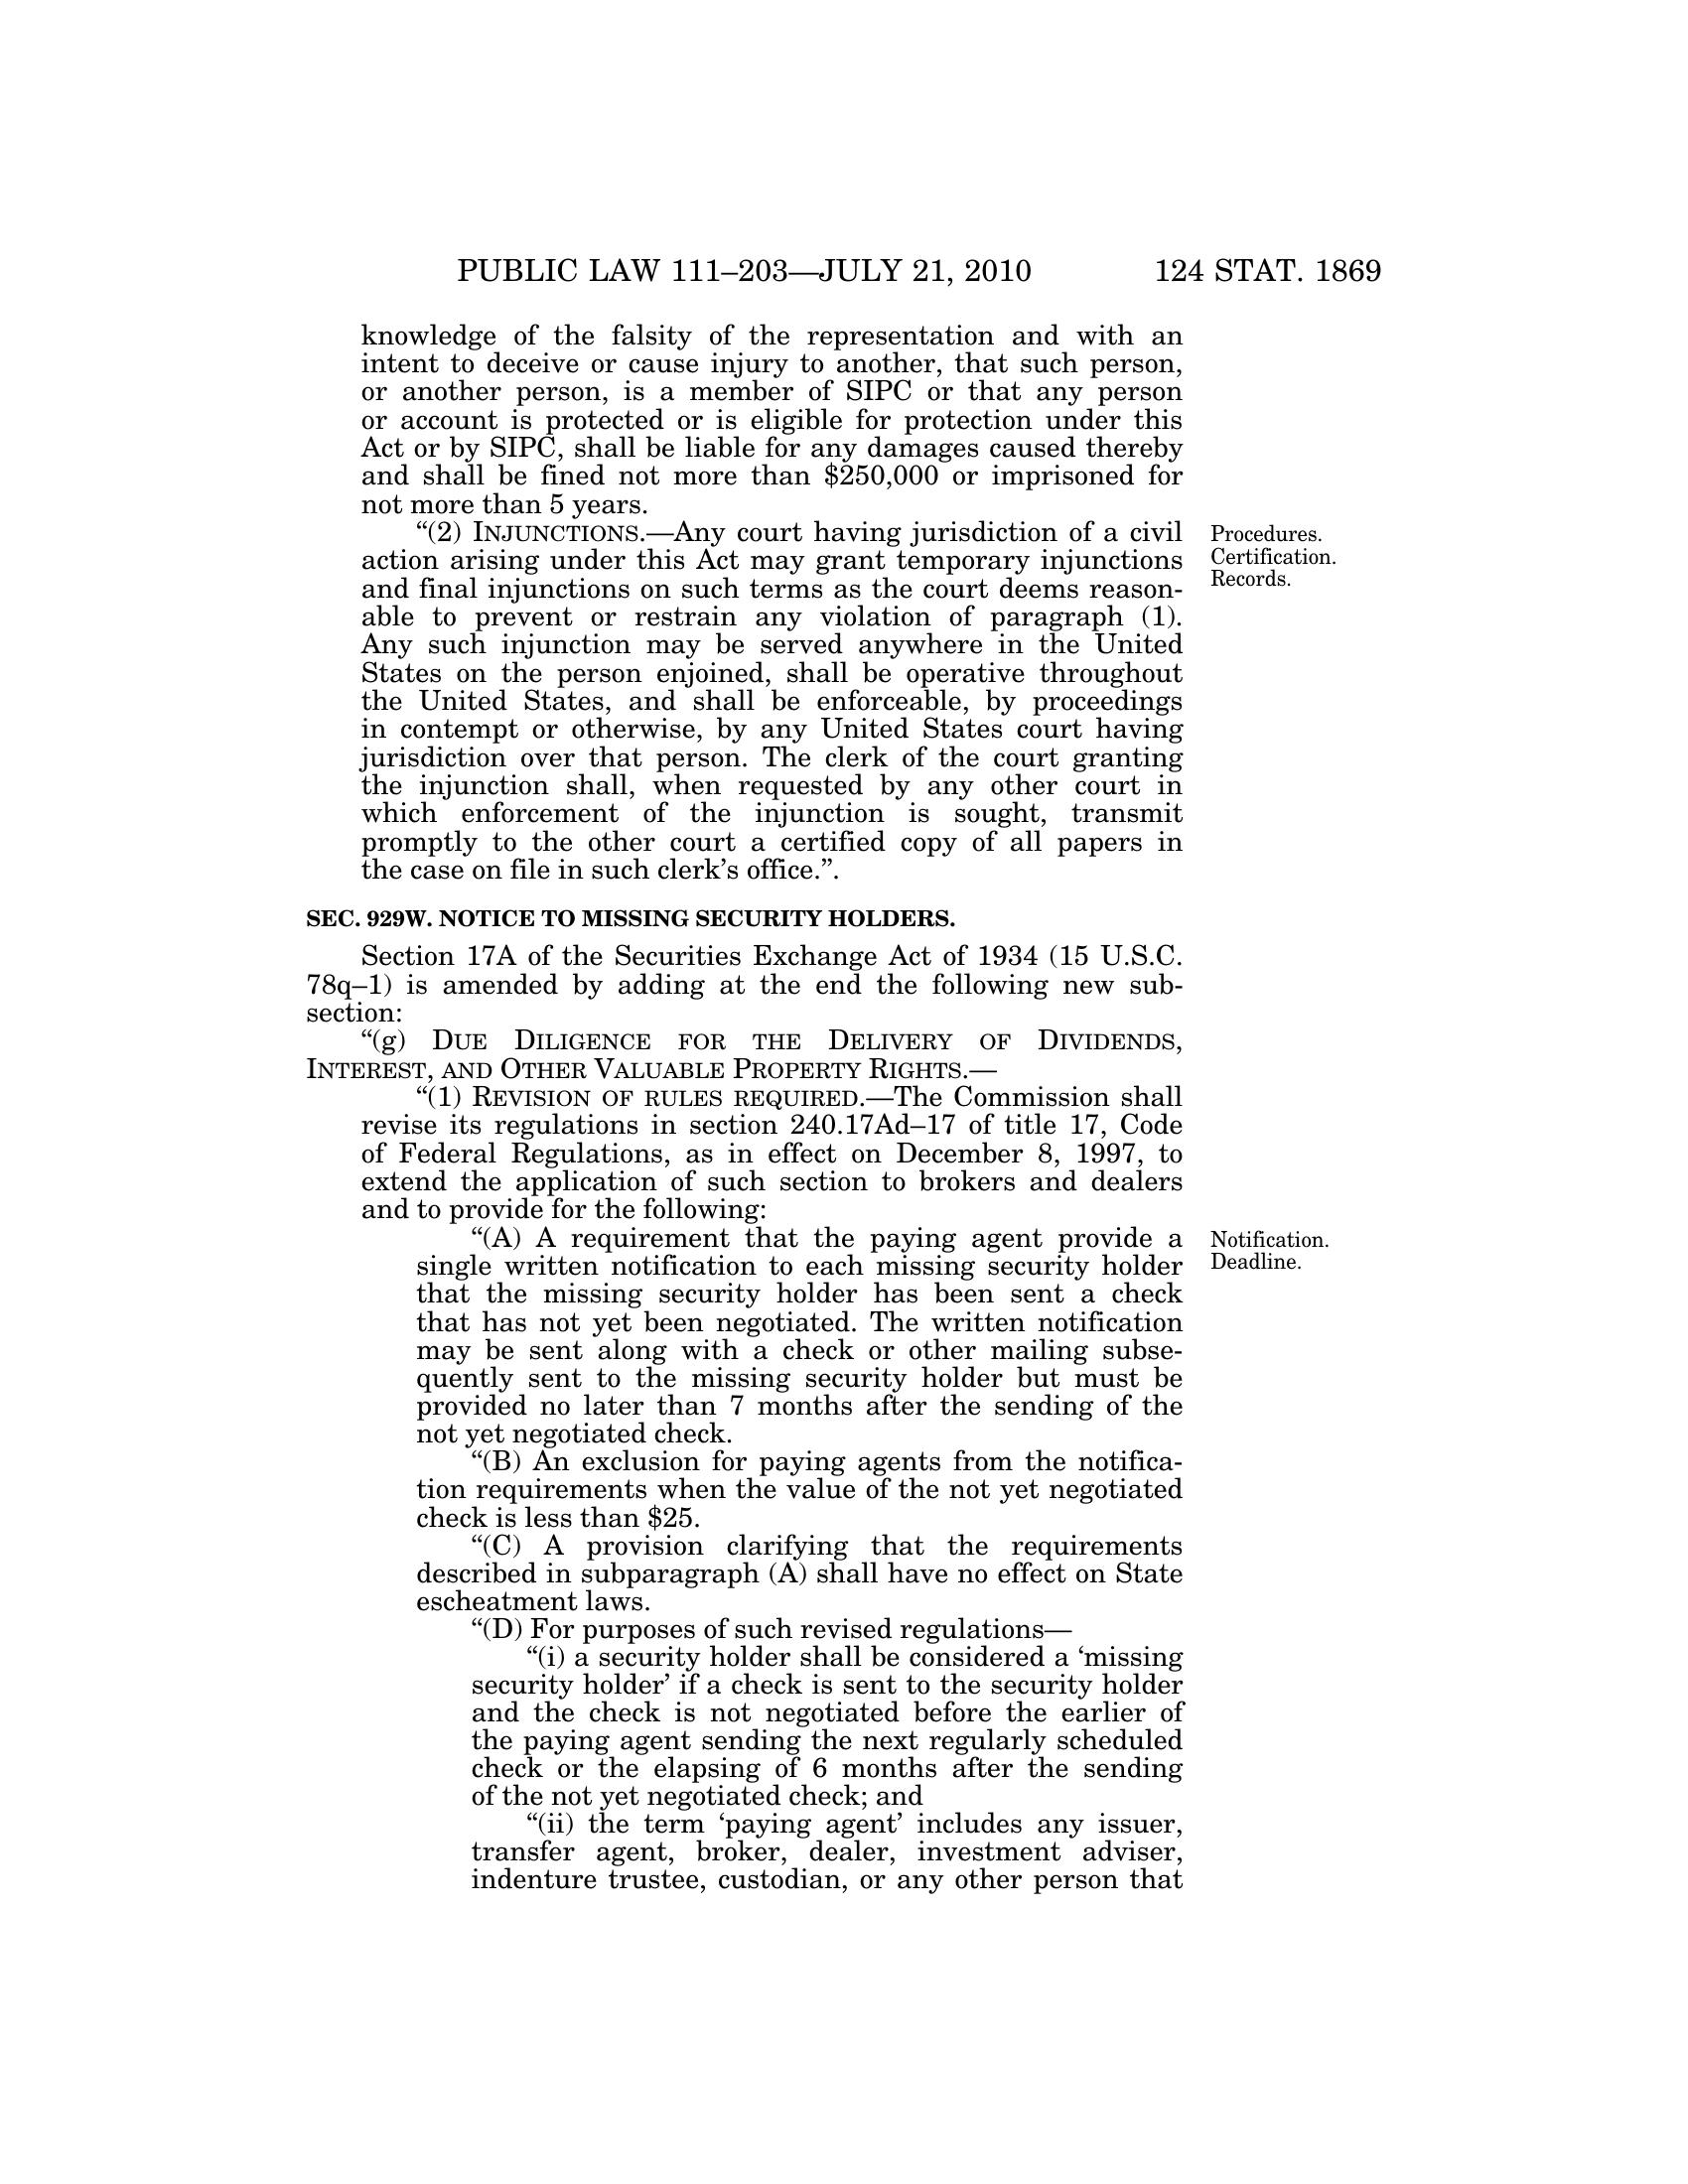 PUBLIC LAW 111–203—JULY 21, 2010 124 STAT. 1869
knowledge of the falsity of the representation and with an
intent to deceive or cause injury to another, that such person,
or another person, is a member of SIPC or that any person
or account is protected or is eligible for protection under this
Act or by SIPC, shall be liable for any damages caused thereby
and shall be fined not more than $250,000 or imprisoned for
not more than 5 years.
“(2) INJUNCTIONS.—Any court having jurisdiction of a civil
action arising under this Act may grant temporary injunctions
and final injunctions on such terms as the court deems reason-
able to prevent or restrain any violation of paragraph (1).
Any such injunction may be served anywhere in the United
States on the person enjoined, shall be operative throughout
the United States, and shall be enforceable, by proceedings
in contempt or otherwise, by any United States court having
jurisdiction over that person. The clerk of the court granting
the injunction shall, when requested by any other court in
which enforcement of the injunction is sought, transmit
promptly to the other court a certified copy of all papers in
the case on file in such clerk’s office.”.
Procedures.
Certification.
Records.
SEC. 929W. NOTICE TO MISSING SECURITY HOLDERS.
Section 17A of the Securities Exchange Act of 1934 (15 U.S.C.
78q–1) is amended by adding at the end the following new sub-
section:
“(g) DUE DILIGENCE FOR THE DELIVERY OF DIVIDENDS,
INTEREST, AND OTHER VALUABLE PROPERTY RIGHTS.—
“(1) REVISION OF RULES REQUIRED.—The Commission shall
revise its regulations in section 240.17Ad–17 of title 17, Code
of Federal Regulations, as in effect on December 8, 1997, to
extend the application of such section to brokers and dealers
and to provide for the following:
“(A) A requirement that the paying agent provide a
single written notification to each missing security holder
that the missing security holder has been sent a check
that has not yet been negotiated. The written notification
may be sent along with a check or other mailing subse-
quently sent to the missing security holder but must be
provided no later than 7 months after the sending of the
not yet negotiated check.
Notification.
Deadline.
“(B) An exclusion for paying agents from the notifica-
tion requirements when the value of the not yet negotiated
check is less than $25.
“(C) A provision clarifying that the requirements
described in subparagraph (A) shall have no effect on State
escheatment laws.
“(D) For purposes of such revised regulations—
“(i) a security holder shall be considered a ‘missing
security holder’ if a check is sent to the security holder
and the check is not negotiated before the earlier of
the paying agent sending the next regularly scheduled
check or the elapsing of 6 months after the sending
of the not yet negotiated check; and
“(ii) the term ‘paying agent’ includes any issuer,
transfer agent, broker, dealer, investment adviser,
indenture trustee, custodian, or any other person that